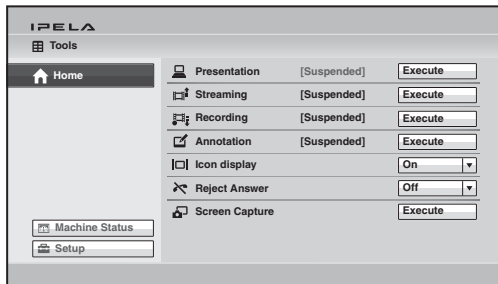 IPELA
Tools
Home
Presentation [Suspended] Execute
Streaming [Suspended] Execute
Recording [Suspended] Execute
Annotation [Suspended] Execute
Icon display On
Reject Answer Off
Screen Capture Execute
Machine Status
Setup